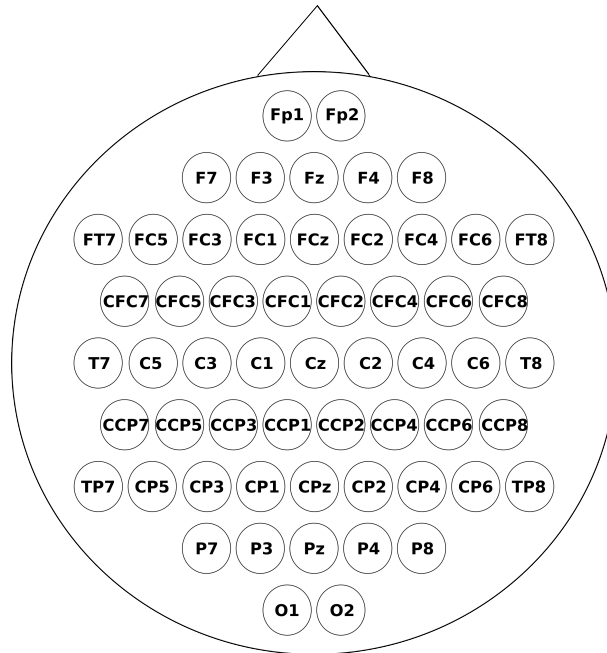 Fp1 Fp2
F7 F3 Fz F4 F8
FT7 FC5 FC3 FC1 FCz FC2 FC4 FC6 FT8
CFC7 CFC5 CFC3 CFC1 CFC2 CFC4 CFC6 CFC8
T7 C5 C3 C1 Cz C2 C4 C6 T8
CCP7 CCP5 CCP3 CCP1 CCP2 CCP4 CCP6 CCP8
TP7 CP5 CP3 CP1 CPz CP2 CP4 CP6 TP8
P7 P3 Pz P4 P8
O1 O2